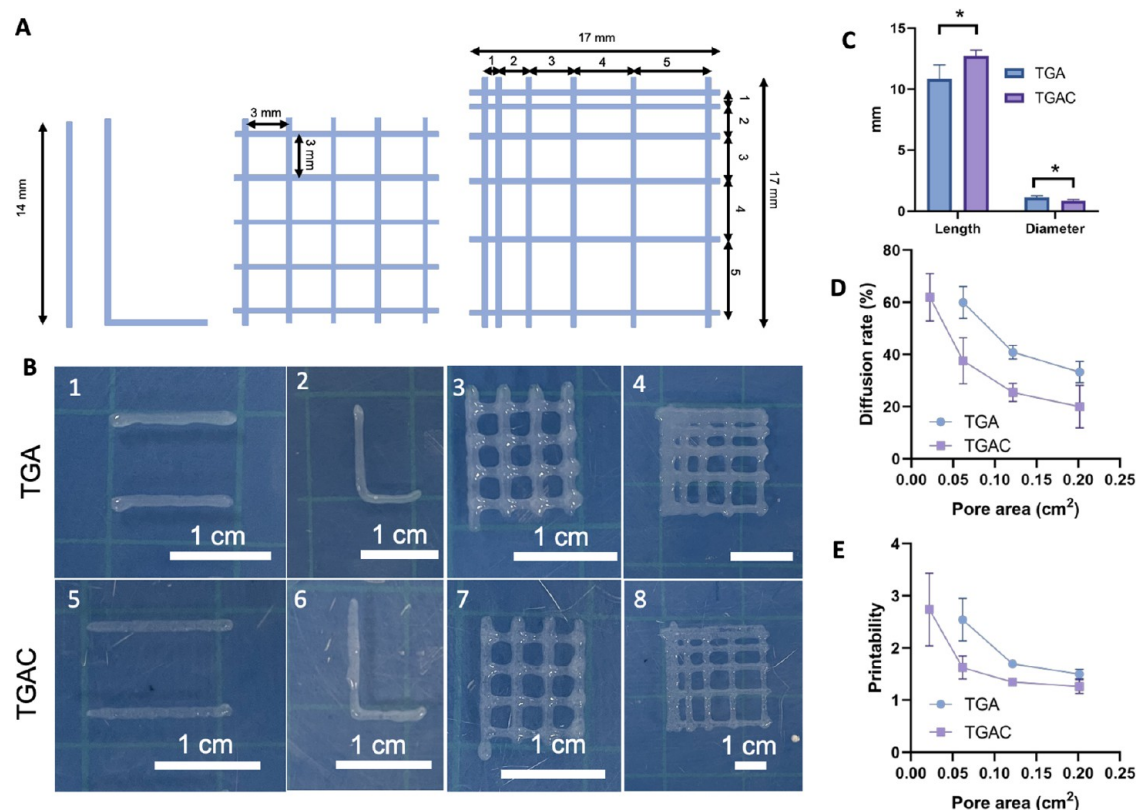 A
14 mm
3 mm
3 mm
17 mm
1 2 3 4 5
1
2
3
4
5
17 mm
B
TGA
1
1 cm
2
1 cm
3
1 cm
4
TGAC
5
1 cm
6
1 cm
7
1 cm
8
1 cm
C
mm
15
10
5
0
*
*
Length Diameter
TGA
TGAC
D
Diffusion rate (%)
80
60
40
20
0
TGA
TGAC
0.00 0.05 0.10 0.15 0.20 0.25
Pore area (cm²)
E
Printability
4
3
2
1
0
TGA
TGAC
0.00 0.05 0.10 0.15 0.20 0.25
Pore area (cm²)